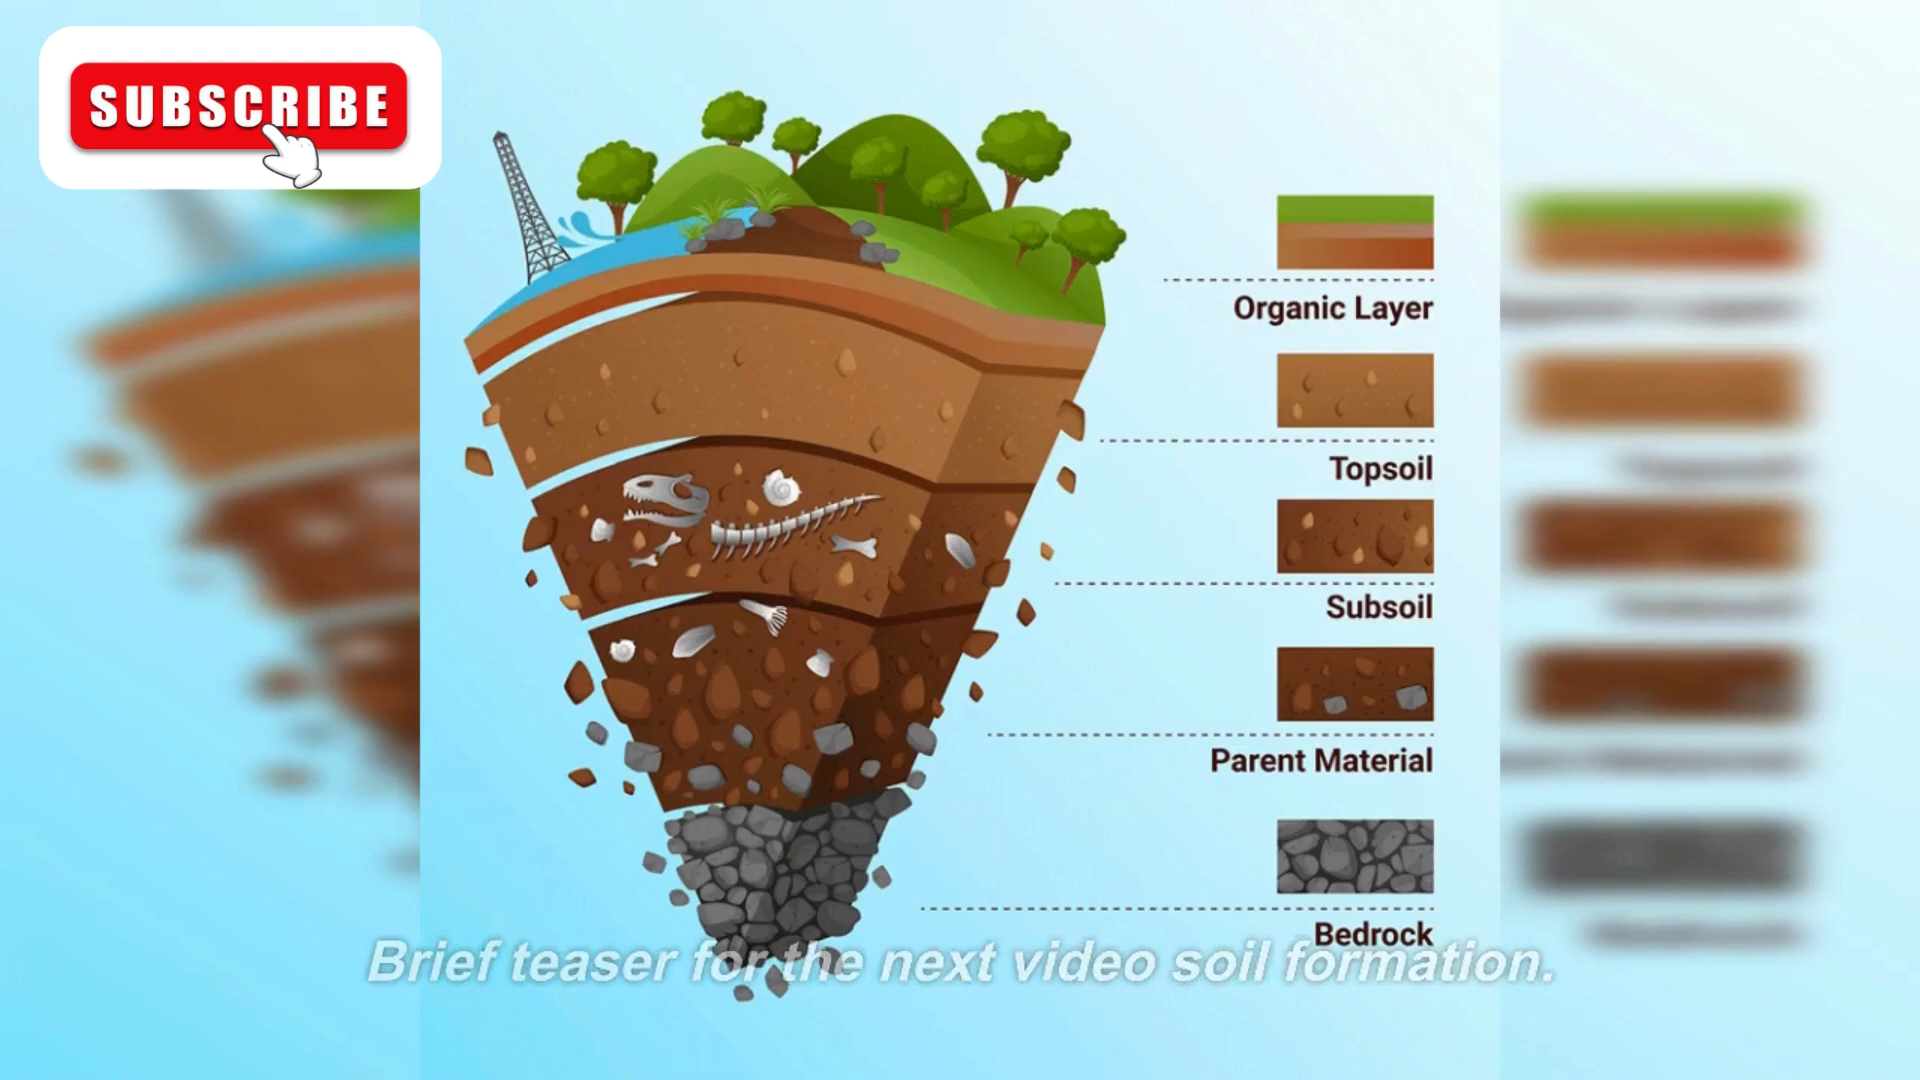 SUBSCRIBE
Organic Layer
Topsoil
Subsoil
Parent Material
Bedrock
Brief teaser for the next video soil formation.